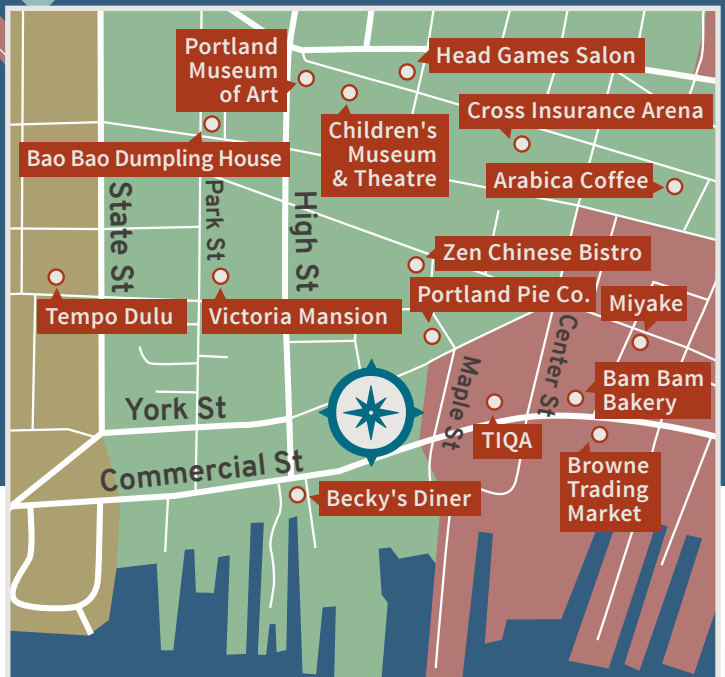 Portland
Museum
of Art
Head Games Salon
Children's
Museum
& Theatre
Cross Insurance Arena
Bao Bao Dumpling House
Arabica Coffee
State St
Park St
High St
Zen Chinese Bistro
Portland Pie Co.
Miyake
Tempo Dulu
Victoria Mansion
Center St
Maple St
Bam Bam
Bakery
York St
TIQA
Commercial St
Browne
Trading
Market
Becky's Diner